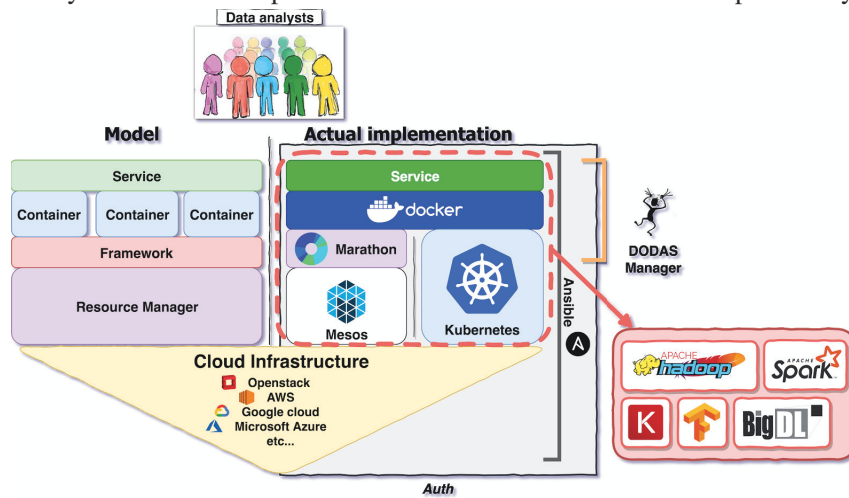 Data analysts
Model
Actual implementation
Service
Service
Container
Container
Container
docker
Framework
Marathon
Resource Manager
Mesos
Kubernetes
Ansible
A
DODAS
Manager
Cloud Infrastructure
Openstack
AWS
Google cloud
Microsoft Azure
etc...
APACHE
hadoop
APACHE
Spark
K
BigDL
Auth